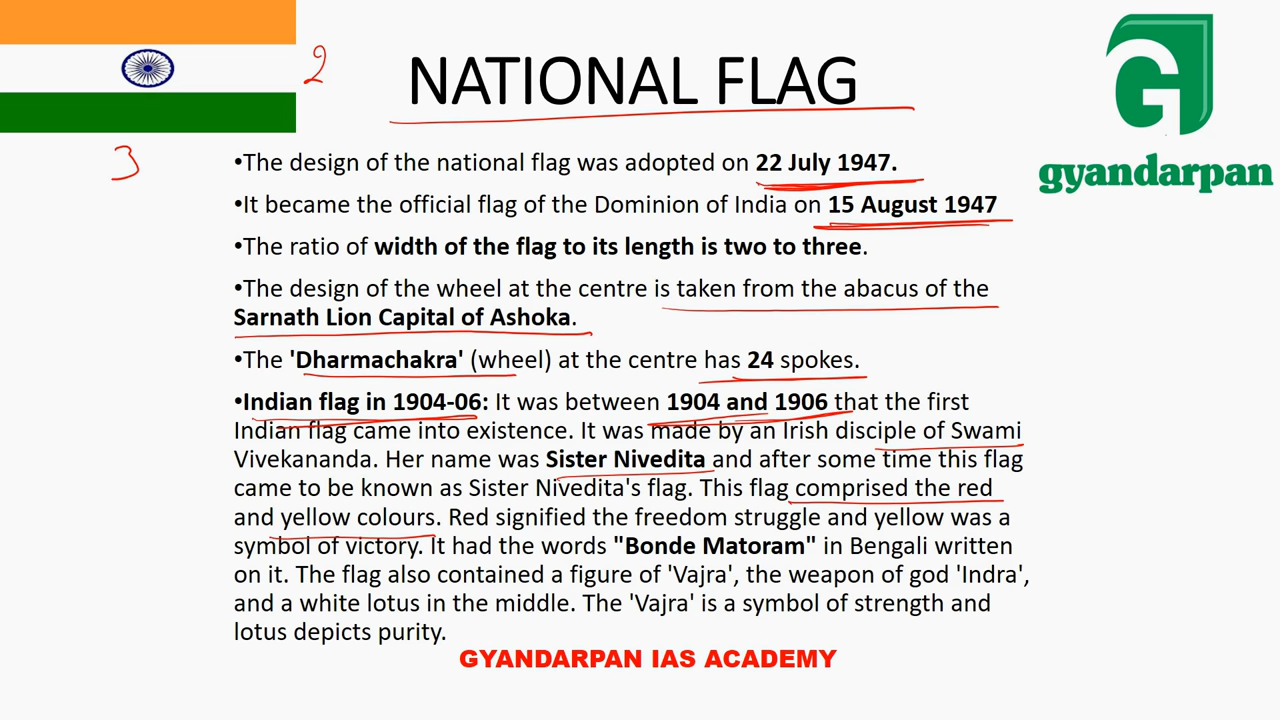 2
NATIONAL FLAG
G
gyandarpan
3
•The design of the national flag was adopted on 22 July 1947.
•It became the official flag of the Dominion of India on 15 August 1947
•The ratio of width of the flag to its length is two to three.
•The design of the wheel at the centre is taken from the abacus of the
Sarnath Lion Capital of Ashoka.
•The 'Dharmachakra' (wheel) at the centre has 24 spokes.
•Indian flag in 1904-06: It was between 1904 and 1906 that the first
Indian flag came into existence. It was made by an Irish disciple of Swami
Vivekananda. Her name was Sister Nivedita and after some time this flag
came to be known as Sister Nivedita's flag. This flag comprised the red
and yellow colours. Red signified the freedom struggle and yellow was a
symbol of victory. It had the words "Bonde Matoram" in Bengali written
on it. The flag also contained a figure of 'Vajra', the weapon of god 'Indra',
and a white lotus in the middle. The 'Vajra' is a symbol of strength and
lotus depicts purity.
GYANDARPAN IAS ACADEMY